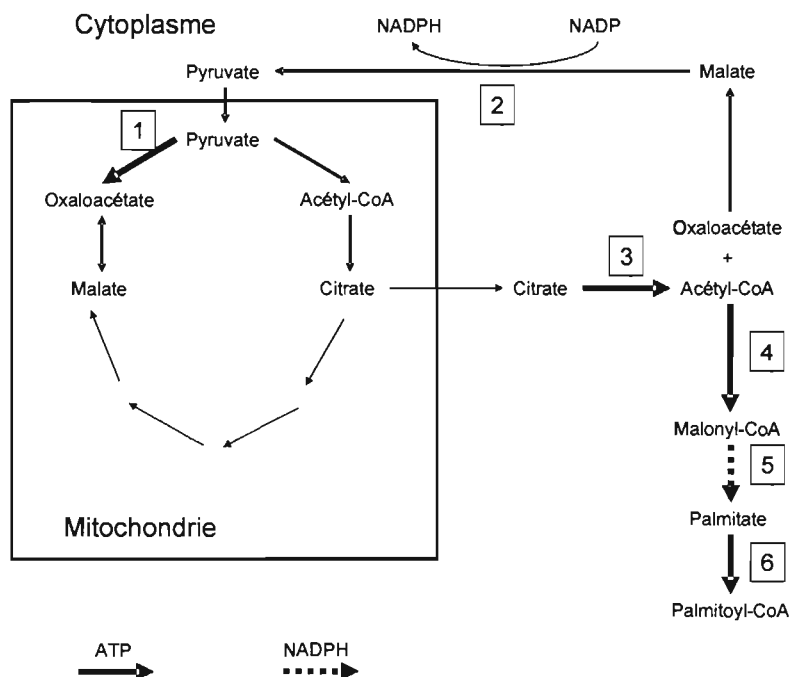 Cytoplasme
NADPH NADP
Pyruvate Malate
2
1
Pyruvate
Oxaloacétate Acétyl-CoA
Oxaloacétate
+
3
Malate Citrate Citrate Acétyl-CoA
4
Malonyl-CoA
5
Mitochondrie Palmitate
6
Palmitoyl-CoA
ATP NADPH